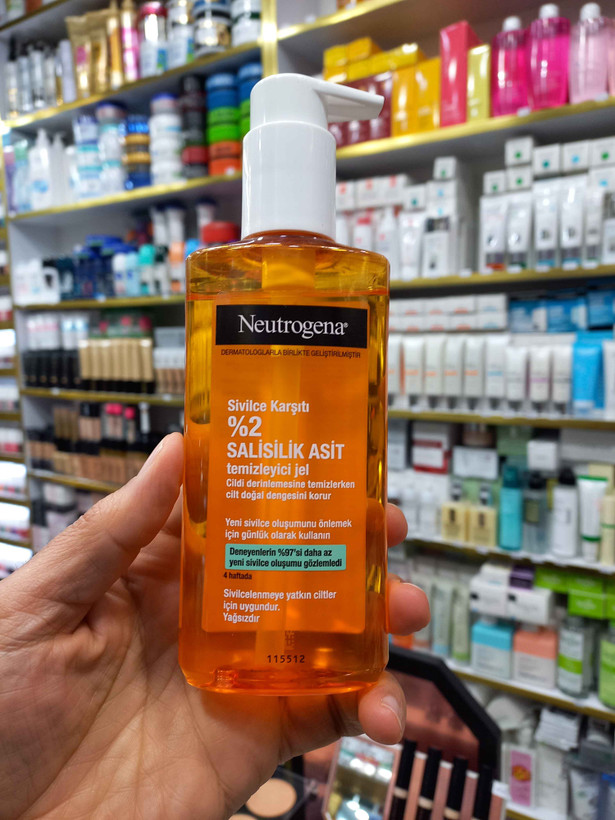 Neutrogena®
DERMATOLOGLARLA BİRLİKTE GELİŞTİRİLMİŞTİR
Sivilce Karşıtı
%2
SALİSİLİK ASİT
temizleyici jel
Cildi derinlemesine temizlerken
cilt doğal dengesini korur
Yeni sivilce oluşumunu önlemek
için günlük olarak kullanın
Deneyenlerin %97'si daha az
yeni sivilce oluşumu gözlemledi
4 haftada
Sivilcelenmeye yatkın ciltler
için uygundur.
Yağsızdır
115512